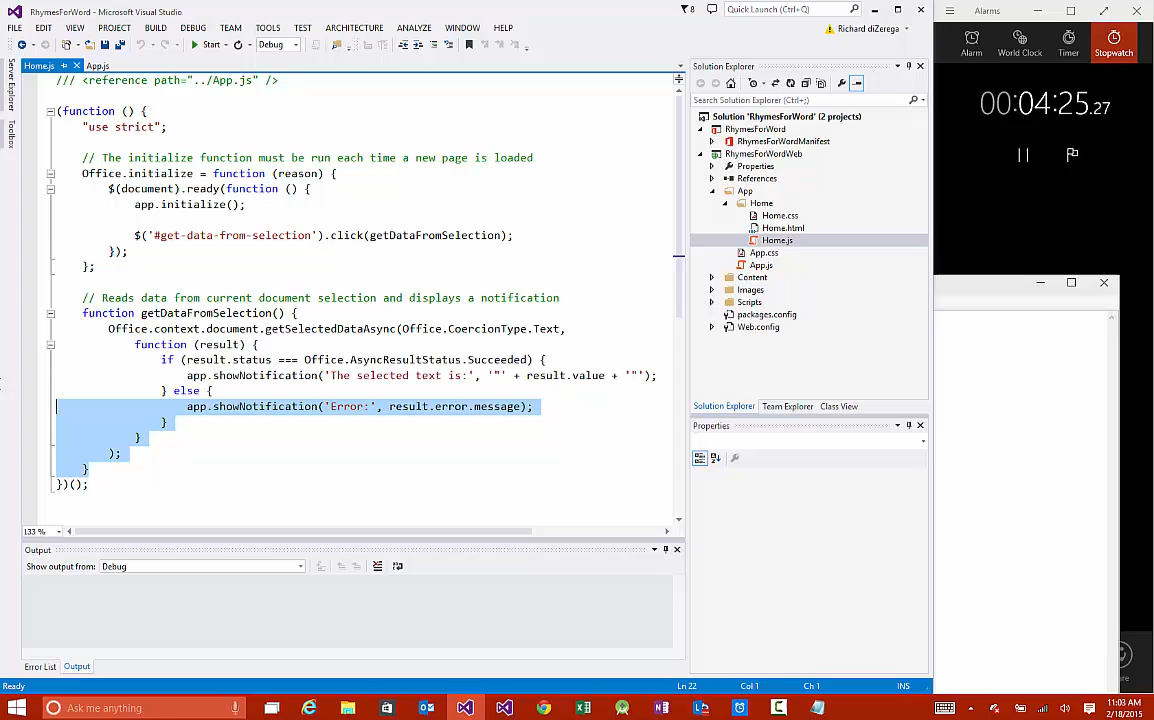 RhymesForWord - Microsoft Visual Studio
8
Quick Launch (Ctrl+Q)
FILE EDIT VIEW PROJECT BUILD DEBUG TEAM TOOLS TEST ARCHITECTURE ANALYZE WINDOW HELP
Richard diZerega
Start
Debug
Server Explorer
Toolbox
Home.js
App.js
/// <reference path="../App.js" />
(function () {
"use strict";
// The initialize function must be run each time a new page is loaded
Office.initialize = function (reason) {
$(document).ready(function () {
app.initialize();
$('#get-data-from-selection').click(getDataFromSelection);
});
};
// Reads data from current document selection and displays a notification
function getDataFromSelection() {
Office.context.document.getSelectedDataAsync(Office.CoercionType.Text,
function (result) {
if (result.status === Office.AsyncResultStatus.Succeeded) {
app.showNotification('The selected text is:', '"' + result.value + '"');
} else {
app.showNotification('Error:', result.error.message);
}
}
);
}
})();
133 %
Output
Show output from: Debug
Error List
Output
Ready
Ln 22
Col 1
Ch 1
INS
Solution Explorer
Search Solution Explorer (Ctrl+;)
Solution 'RhymesForWord' (2 projects)
RhymesForWord
RhymesForWordManifest
RhymesForWordWeb
Properties
References
App
Home
Home.css
Home.html
Home.js
App.css
App.js
Content
Images
Scripts
packages.config
Web.config
Solution Explorer
Team Explorer
Class View
Properties
Alarms
Alarm
World Clock
Timer
Stopwatch
00:04:25.27
Ask me anything
11:03 AM
2/18/2015